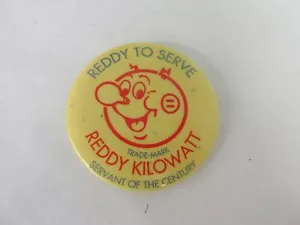 REDDY TO SERVE
TRADE-MARK
REDDY KILOWATT
SERVANT OF THE CENTURY